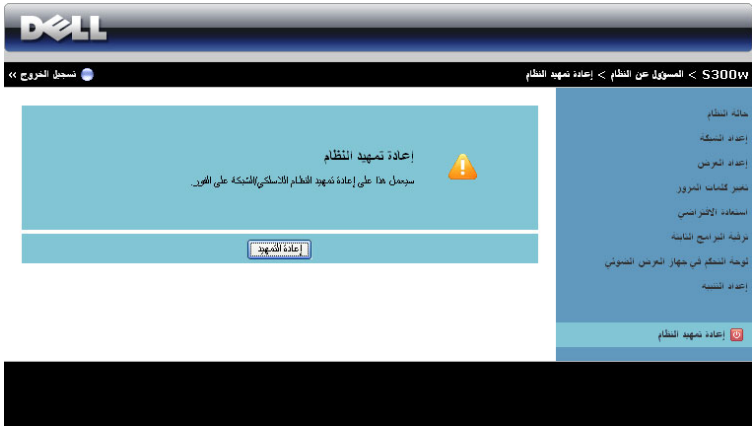 DELL
S300w > المسؤول عن النظام > إعادة تمهيد النظام
تسجيل الخروج »
حالة النظام
إعداد الشبكة
إعداد العرض
تغيير كلمات المرور
استعادة الافتراضي
ترقية البرامج الثابتة
لوحة التحكم في جهاز العرض الضوئي
إعداد التنبيه
إعادة تمهيد النظام
إعادة تمهيد النظام
سيعمل هذا على إعادة تمهيد النظام اللاسلكي/الشبكة على الفور.
إعادة التمهيد